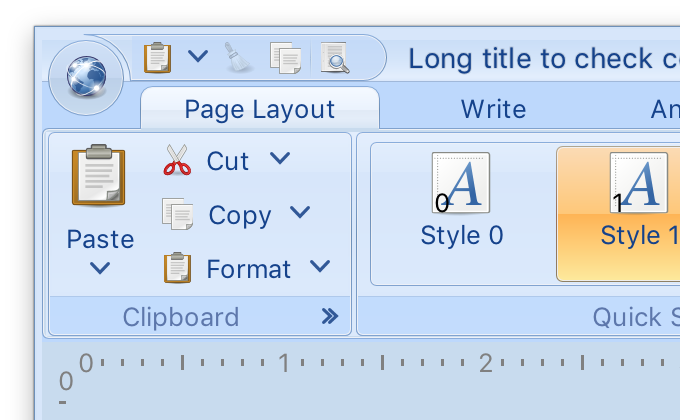 Long title to check c
Page Layout Write An
Cut
Copy
Paste
Format
Clipboard
0
Style 0
1
Style 1
Quick S
0 1 2
0